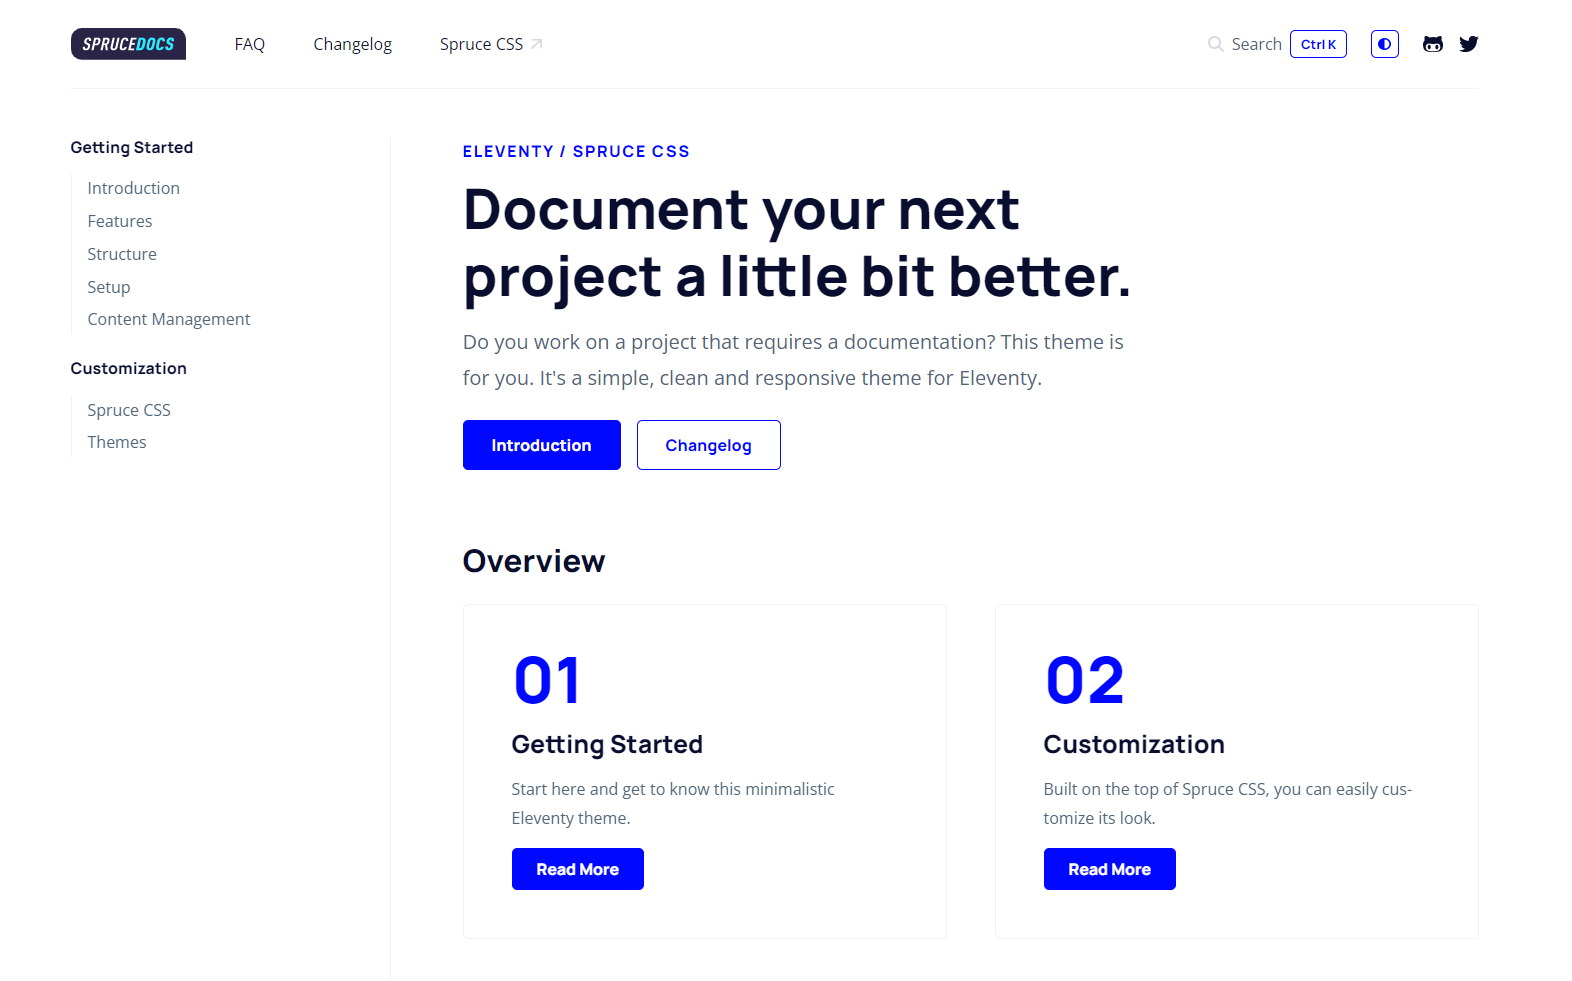 SPRUCEDOCS
FAQ
Changelog
Spruce CSS
Search
Ctrl K
Getting Started
Introduction
Features
Structure
Setup
Content Management
Customization
Spruce CSS
Themes
ELEVENTY / SPRUCE CSS
Document your next
project a little bit better.
Do you work on a project that requires a documentation? This theme is
for you. It's a simple, clean and responsive theme for Eleventy.
Introduction
Changelog
Overview
01
Getting Started
Start here and get to know this minimalistic
Eleventy theme.
Read More
02
Customization
Built on the top of Spruce CSS, you can easily cus-
tomize its look.
Read More